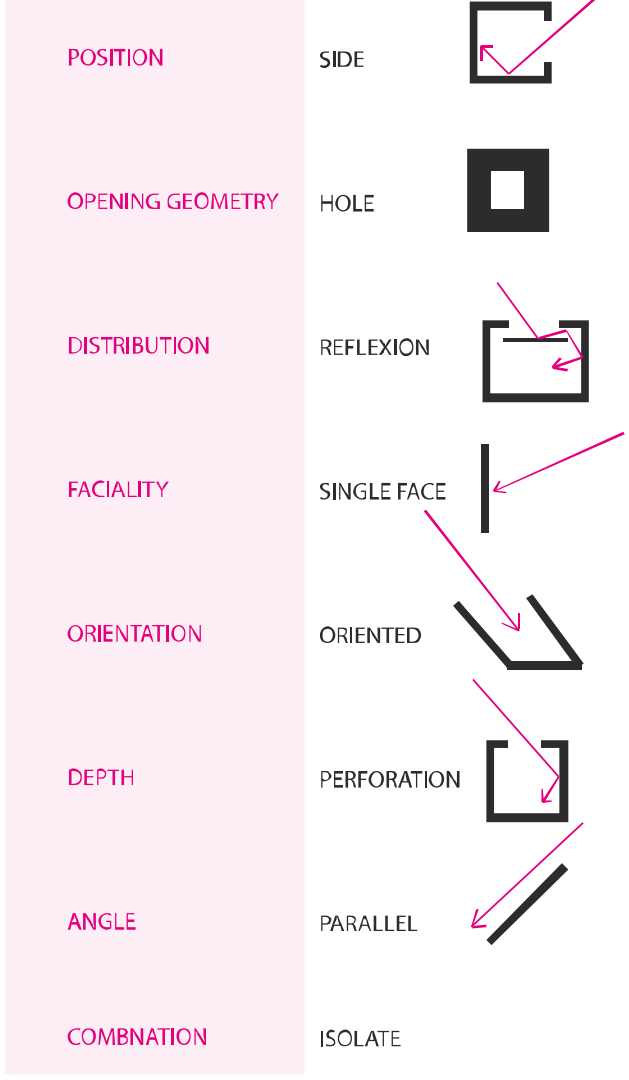 POSITION SIDE
OPENING GEOMETRY HOLE
DISTRIBUTION REFLEXION
FACIALITY SINGLE FACE
ORIENTATION ORIENTED
DEPTH PERFORATION
ANGLE PARALLEL
COMBNATION ISOLATE